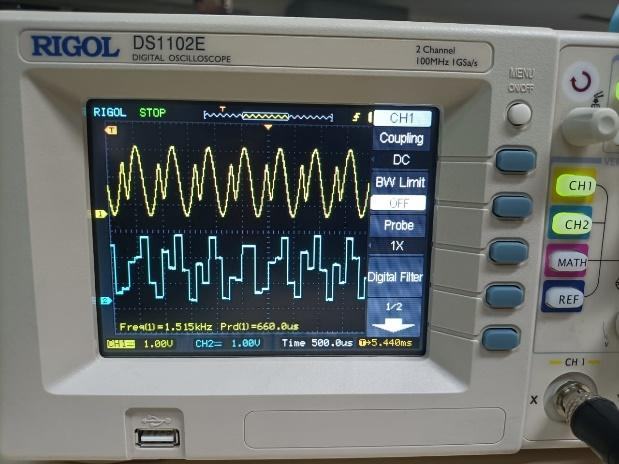 RIGOL DS1102E
DIGITAL OSCILLOSCOPE
2 Channel
100MHz 1GSa/s
MENU
ON/OFF
RIGOL STOP
T
T
CH1
Coupling
DC
BW Limit
OFF
Probe
1X
Digital Filter
1/2
1
2
Freq(1)=1.515kHz Prd(1)=660.0us
CH1= 1.00V CH2= 1.00V Time 500.0us T→5.440ms
CH1
CH2
MATH
REF
CH 1
X